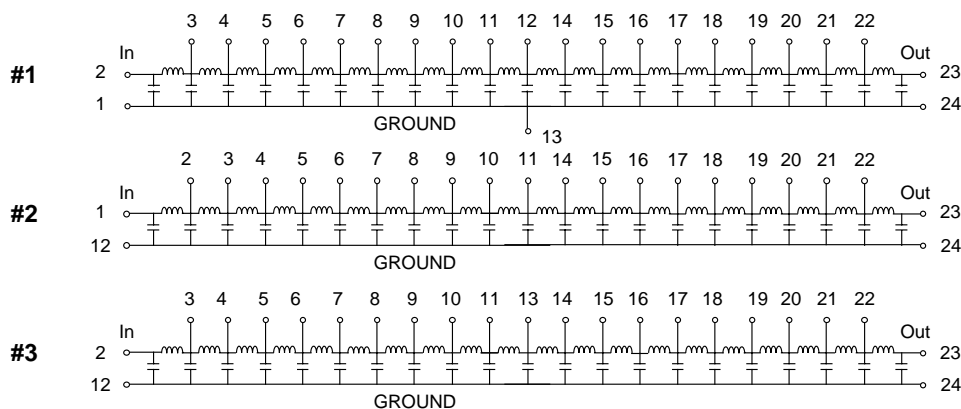 3 4 5 6 7 8 9 10 11 12 14 15 16 17 18 19 20 21 22
In Out
#1 2 23
1 24
GROUND
13
2 3 4 5 6 7 8 9 10 11 14 15 16 17 18 19 20 21 22
In Out
#2 1 23
12 24
GROUND
3 4 5 6 7 8 9 10 11 13 14 15 16 17 18 19 20 21 22
In Out
#3 2 23
12 24
GROUND